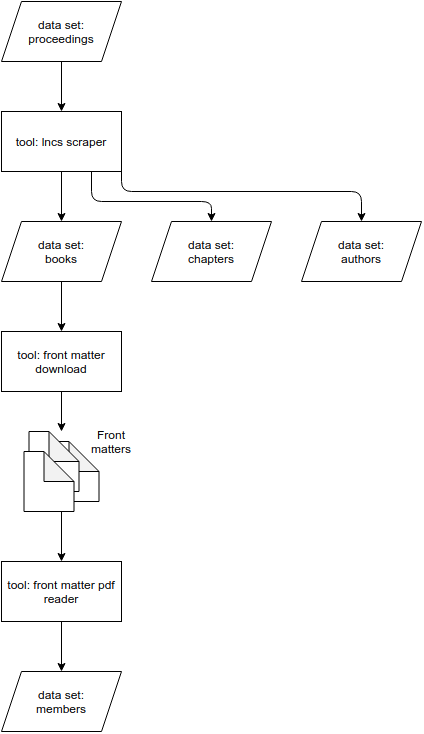 data set:
proceedings
tool: lncs scraper
data set:
books
data set:
chapters
data set:
authors
tool: front matter
download
Front
matters
tool: front matter pdf
reader
data set:
members